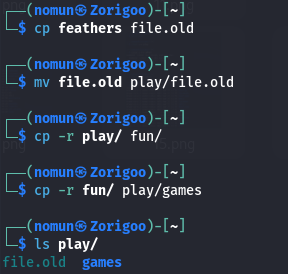 ┌──(nomun㉿Zorigoo)-[~]
└─$ cp feathers file.old
┌──(nomun㉿Zorigoo)-[~]
└─$ mv file.old play/file.old
┌──(nomun㉿Zorigoo)-[~]
└─$ cp -r play/ fun/
┌──(nomun㉿Zorigoo)-[~]
└─$ cp -r fun/ play/games
┌──(nomun㉿Zorigoo)-[~]
└─$ ls play/
file.old  games